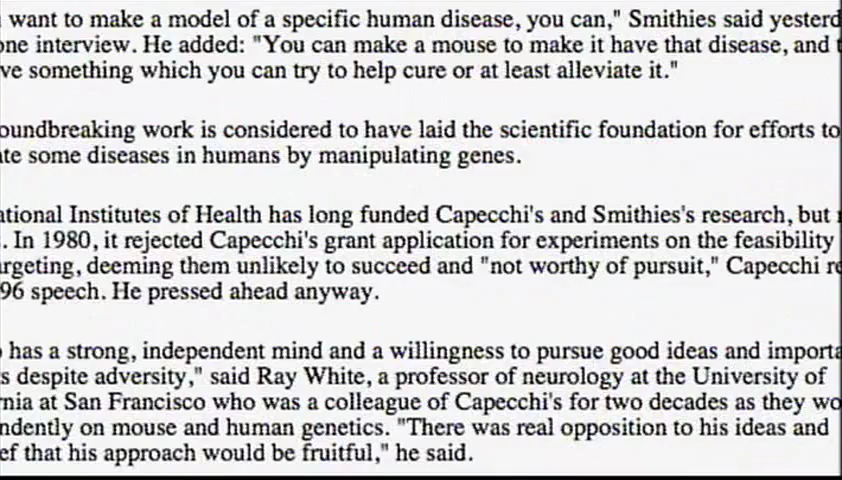 want to make a model of a specific human disease, you can," Smithies said yesterd
one interview. He added: "You can make a mouse to make it have that disease, and t
ve something which you can try to help cure or at least alleviate it."
oundbreaking work is considered to have laid the scientific foundation for efforts to
ate some diseases in humans by manipulating genes.
ational Institutes of Health has long funded Capecchi's and Smithies's research, but
. In 1980, it rejected Capecchi's grant application for experiments on the feasibility
argeting, deeming them unlikely to succeed and "not worthy of pursuit," Capecchi re
96 speech. He pressed ahead anyway.
has a strong, independent mind and a willingness to pursue good ideas and importa
s despite adversity," said Ray White, a professor of neurology at the University of
rnia at San Francisco who was a colleague of Capecchi's for two decades as they wo
ndently on mouse and human genetics. "There was real opposition to his ideas and
ef that his approach would be fruitful," he said.